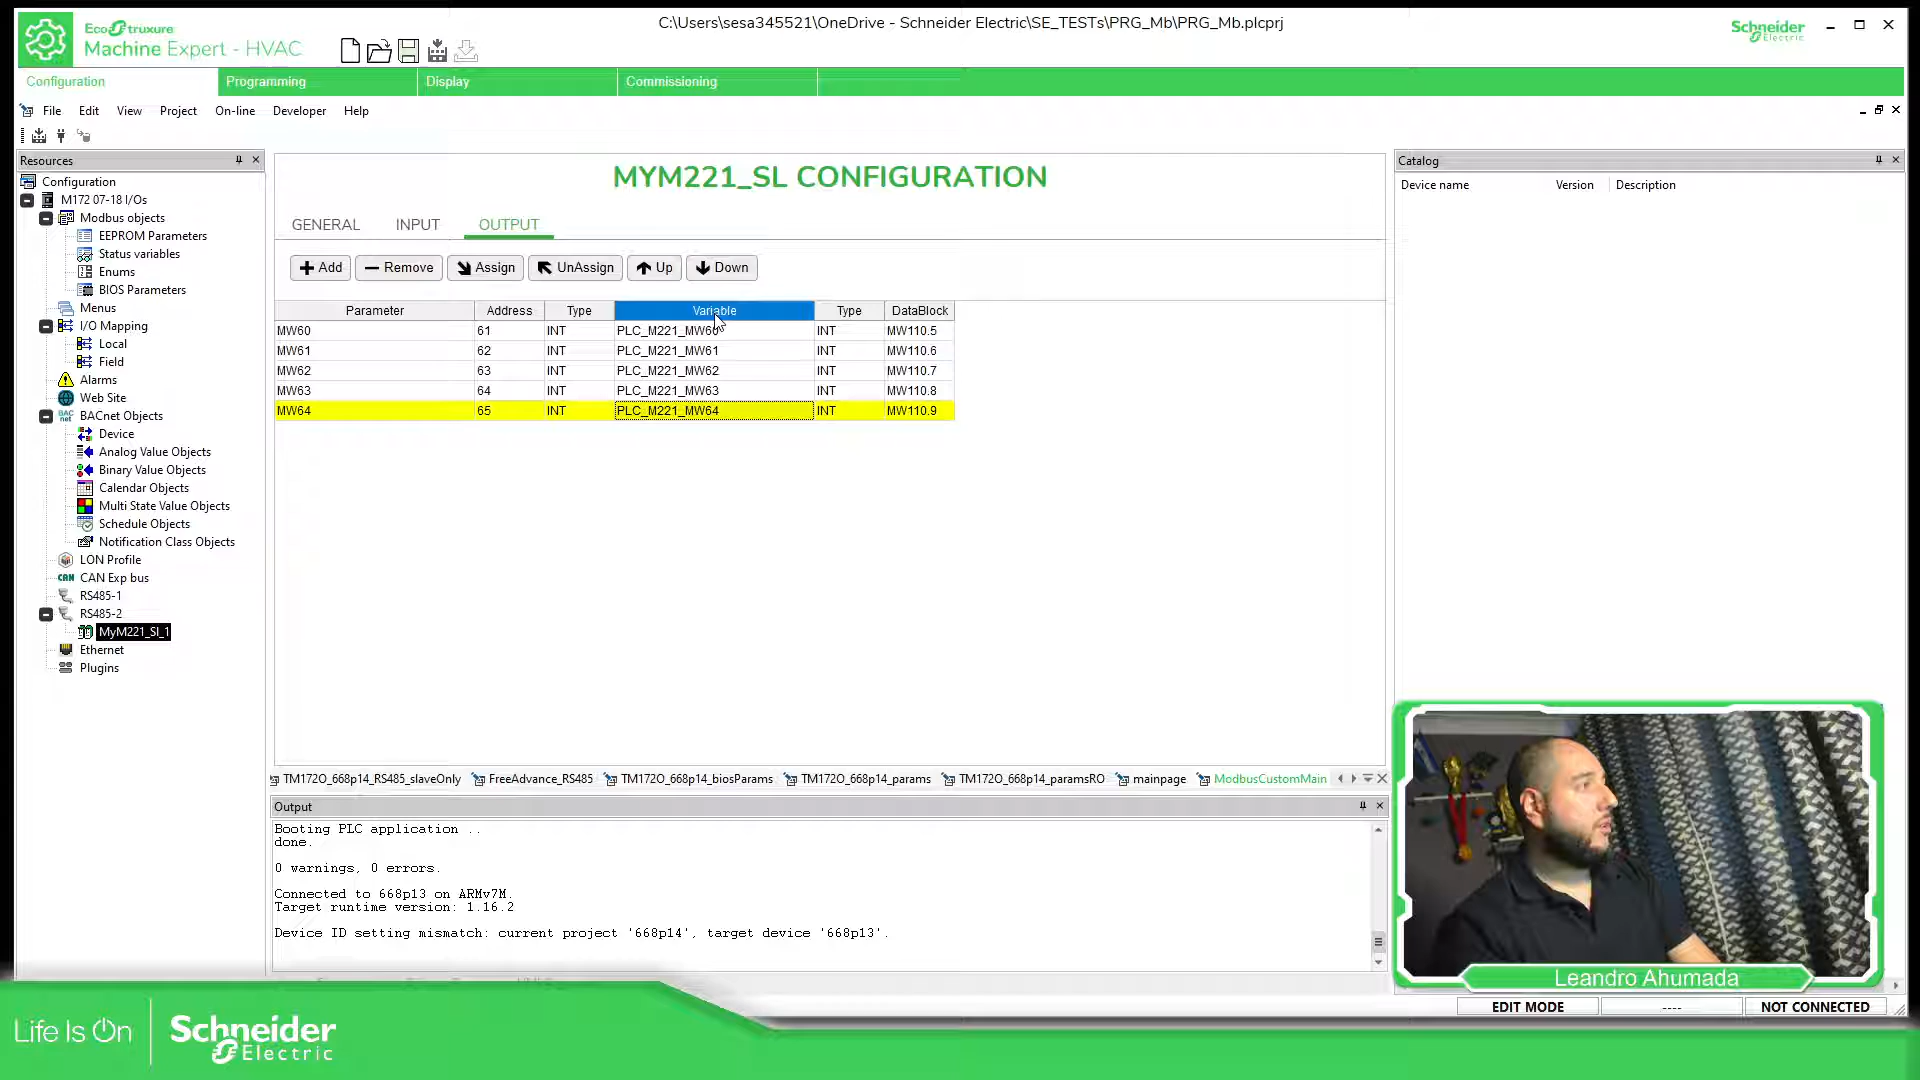 EcoStruxure
Machine Expert - HVAC
C:\Users\sesa345521\OneDrive - Schneider Electric\SE_TESTs\PRG_Mb\PRG_Mb.plcprj
Schneider
Electric
Configuration
Programming
Display
Commissioning
File Edit View Project On-line Developer Help
Resources
Configuration
M172 07-18 I/Os
Modbus objects
EEPROM Parameters
Status variables
Enums
BIOS Parameters
Menus
I/O Mapping
Local
Field
Alarms
Web Site
BACnet Objects
Device
Analog Value Objects
Binary Value Objects
Calendar Objects
Multi State Value Objects
Schedule Objects
Notification Class Objects
LON Profile
CAN Exp bus
RS485-1
RS485-2
MyM221_Sl_1
Ethernet
Plugins
MYM221_SL CONFIGURATION
GENERAL INPUT OUTPUT
Add Remove Assign UnAssign Up Down
Parameter Address Type Variable Type DataBlock
MW60 61 INT PLC_M221_MW60 INT MW110.5
MW61 62 INT PLC_M221_MW61 INT MW110.6
MW62 63 INT PLC_M221_MW62 INT MW110.7
MW63 64 INT PLC_M221_MW63 INT MW110.8
MW64 65 INT PLC_M221_MW64 INT MW110.9
Catalog
Device name Version Description
TM172O_668p14_RS485_slaveOnly FreeAdvance_RS485 TM172O_668p14_biosParams TM172O_668p14_params TM172O_668p14_paramsRO mainpage ModbusCustomMain
Output
Booting PLC application ..
done.
0 warnings, 0 errors.
Connected to 668p13 on ARMv7M.
Target runtime version: 1.16.2
Device ID setting mismatch: current project '668p14', target device '668p13'.
Leandro Ahumada
EDIT MODE ---- NOT CONNECTED
Life Is On
Schneider
Electric